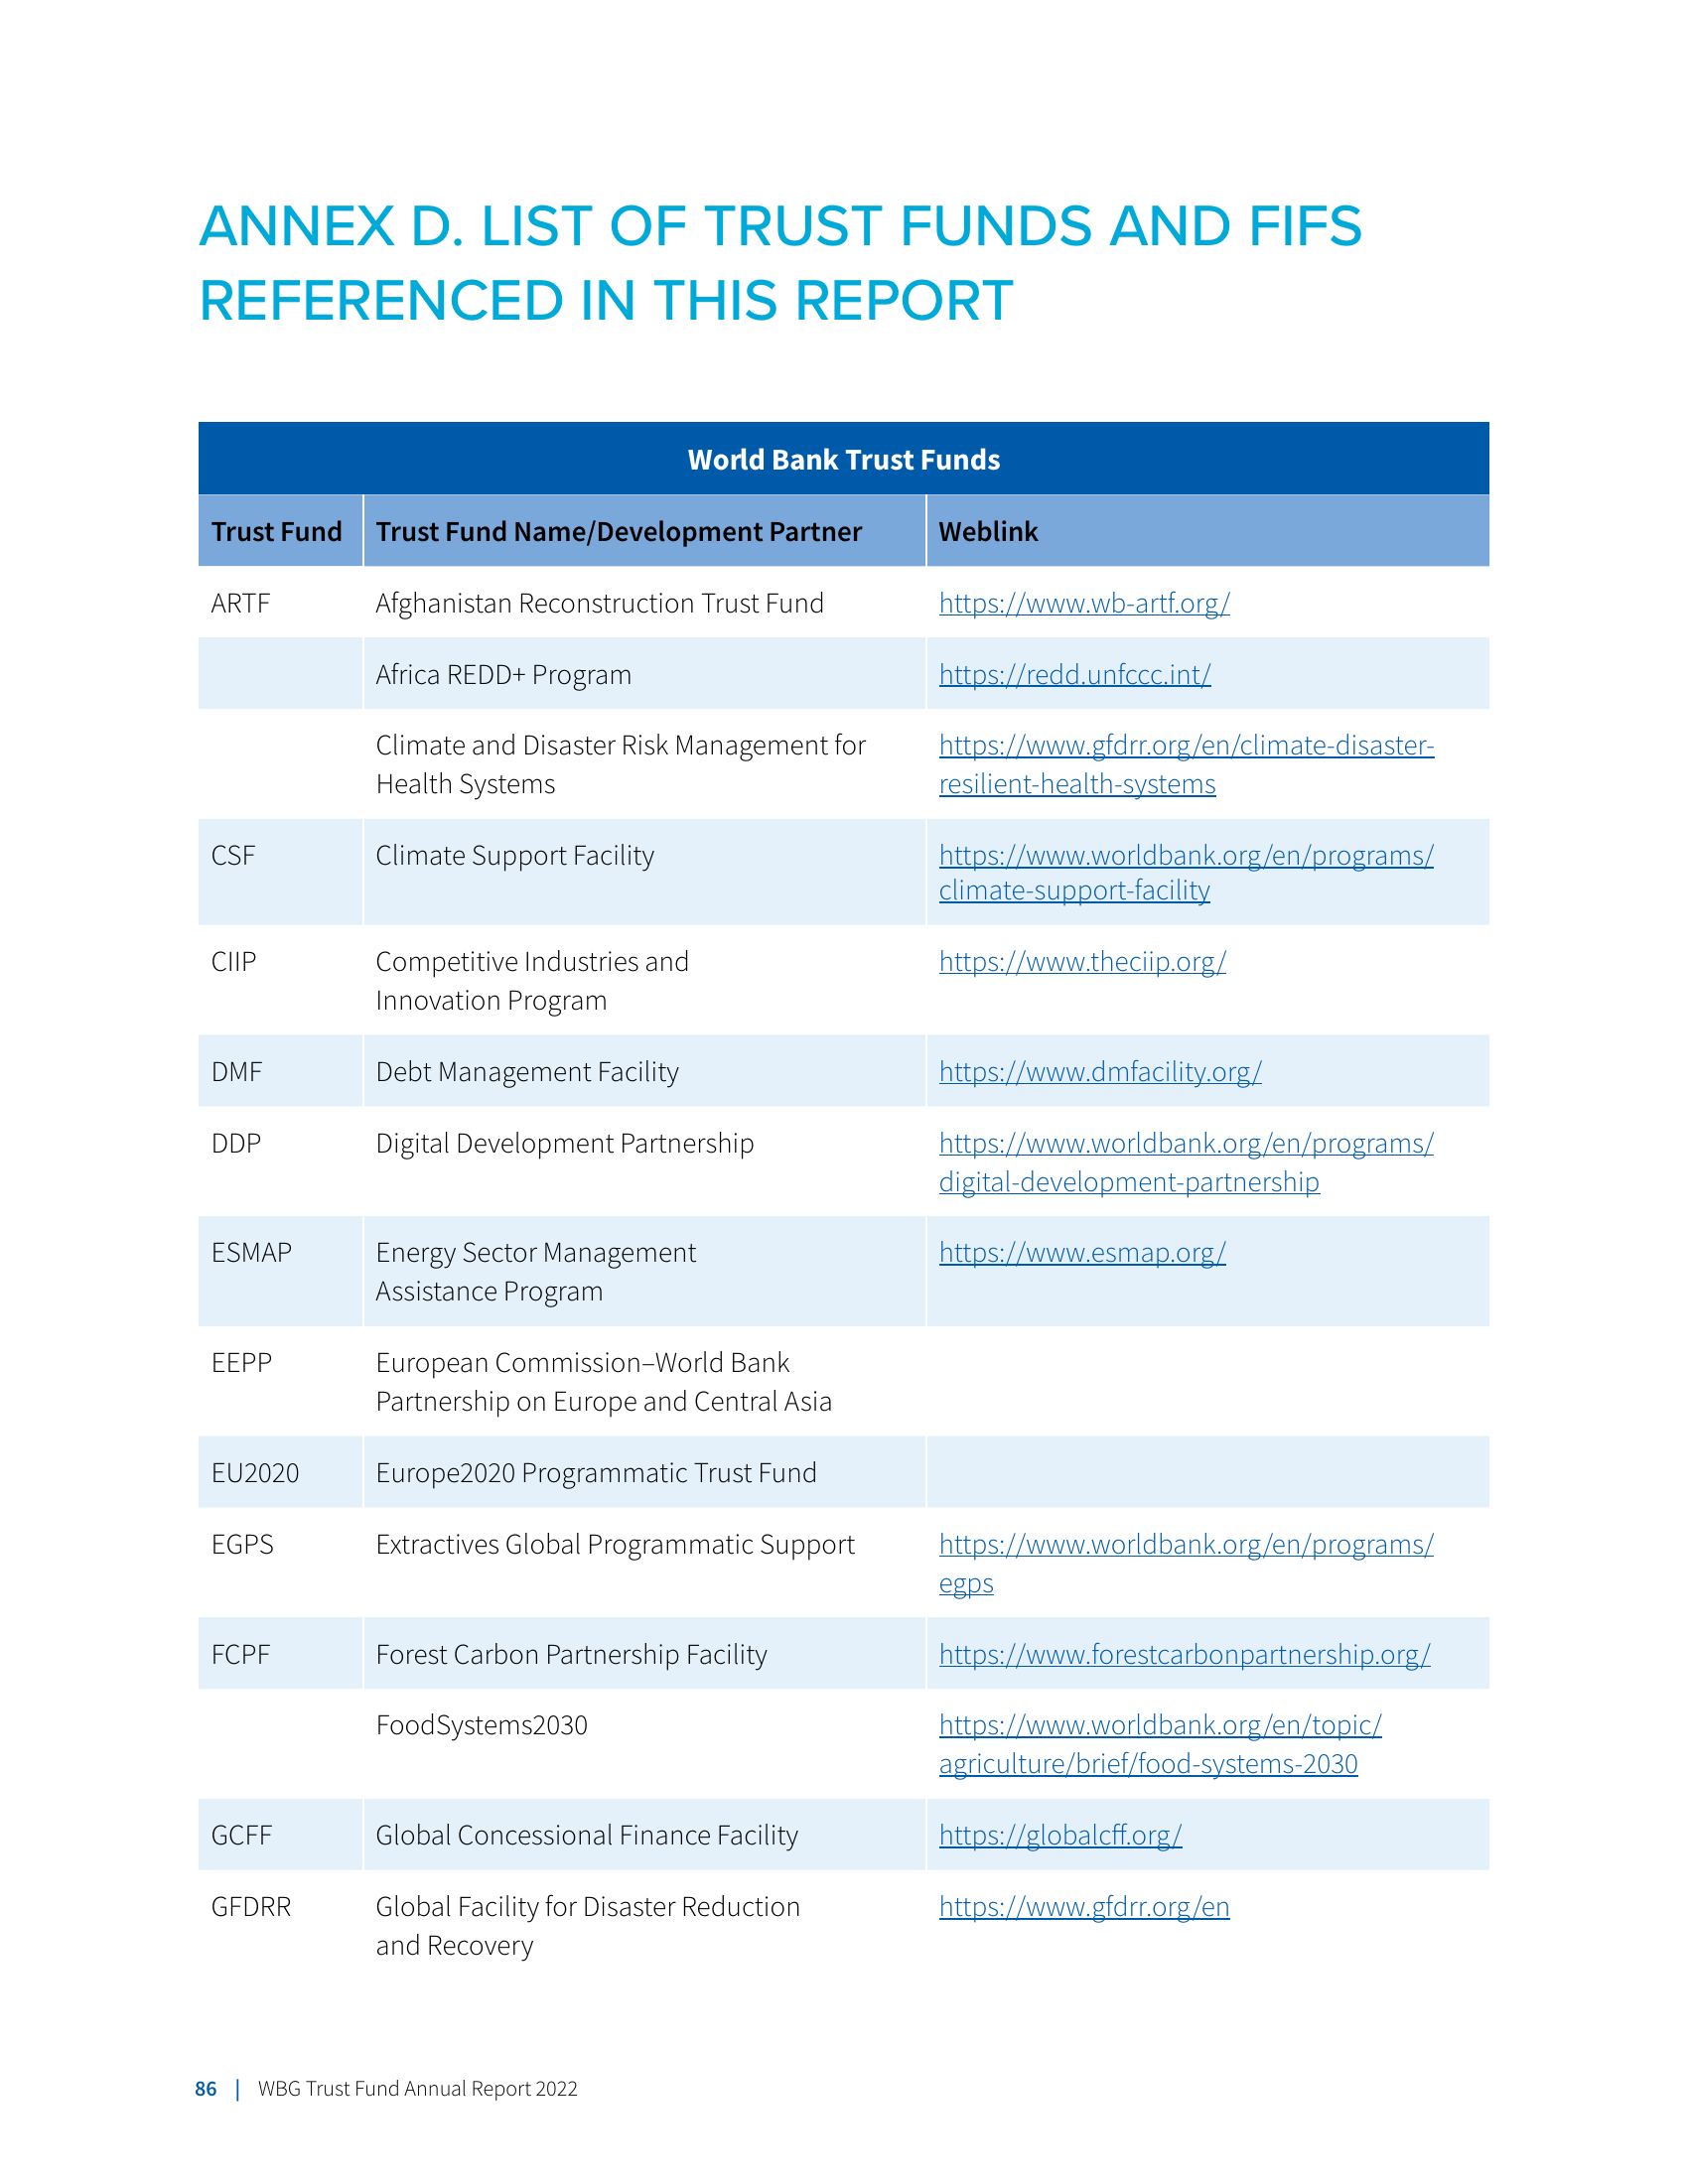 ANNEX D. LIST OF TRUST FUNDS AND FIFS
REFERENCED IN THIS REPORT
World Bank Trust Funds
Trust Fund Trust Fund Name/Development Partner Weblink
ARTF Afghanistan Reconstruction Trust Fund https://www.wb-artf.org/
Africa REDD+ Program https://redd.unfccc.int/
Climate and Disaster Risk Management for https://www.gfdrr.org/en/climate-disaster-
Health Systems resilient-health-systems
CSF Climate Support Facility https://www.worldbank.org/en/programs/
climate-support-facility
CIIP Competitive Industries and https://www.theciip.org/
Innovation Program
DMF Debt Management Facility https://www.dmfacility.org/
DDP Digital Development Partnership https://www.worldbank.org/en/programs/
digital-development-partnership
ESMAP Energy Sector Management https://www.esmap.org/
Assistance Program
EEPP European Commission–World Bank
Partnership on Europe and Central Asia
EU2020 Europe2020 Programmatic Trust Fund
EGPS Extractives Global Programmatic Support https://www.worldbank.org/en/programs/
egps
FCPF Forest Carbon Partnership Facility https://www.forestcarbonpartnership.org/
FoodSystems2030 https://www.worldbank.org/en/topic/
agriculture/brief/food-systems-2030
GCFF Global Concessional Finance Facility https://globalcff.org/
GFDRR Global Facility for Disaster Reduction https://www.gfdrr.org/en
and Recovery
86 | WBG Trust Fund Annual Report 2022